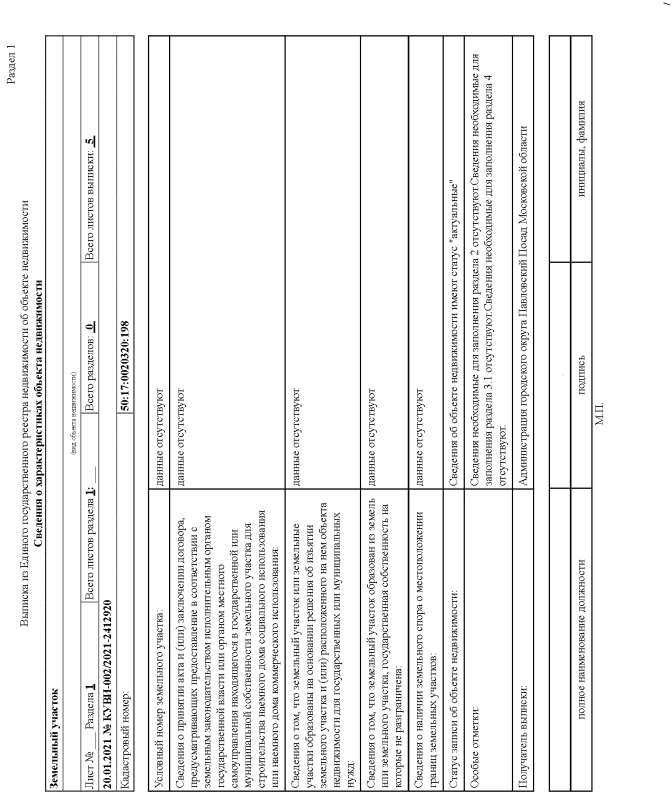 Раздел 1
Выписка из Единого государственного реестра недвижимости об объекте недвижимости
Сведения о характеристиках объекта недвижимости
Земельный участок
(вид объекта недвижимости)
Лист № Раздела 1 Всего листов раздела 1: ___ Всего разделов: 0 Всего листов выписки: 5
20.01.2021 № КУВИ-002/2021-2412920
Кадастровый номер: 50:17:0020320:198
Условный номер земельного участка: данные отсутствуют
Сведения о принятии акта и (или) заключении договора, данные отсутствуют
предусматривающих предоставление в соответствии с
земельным законодательством исполнительным органом
государственной власти или органом местного
самоуправления находящегося в государственной или
муниципальной собственности земельного участка для
строительства наемного дома социального использования
или наемного дома коммерческого использования:
Сведения о том, что земельный участок или земельные данные отсутствуют
участки образованы на основании решения об изъятии
земельного участка и (или) расположенного на нем объекта
недвижимости для государственных или муниципальных
нужд:
Сведения о том, что земельный участок образован из земель данные отсутствуют
или земельного участка, государственная собственность на
которые не разграничена:
Сведения о наличии земельного спора о местоположении данные отсутствуют
границ земельных участков:
Статус записи об объекте недвижимости: Сведения об объекте недвижимости имеют статус "актуальные"
Особые отметки: Сведения необходимые для заполнения раздела 2 отсутствуют.Сведения необходимые для
заполнения раздела 3.1 отсутствуют.Сведения необходимые для заполнения раздела 4
отсутствуют.
Получатель выписки: Администрация городского округа Павловский Посад Московской области
полное наименование должности подпись инициалы, фамилия
М.П.